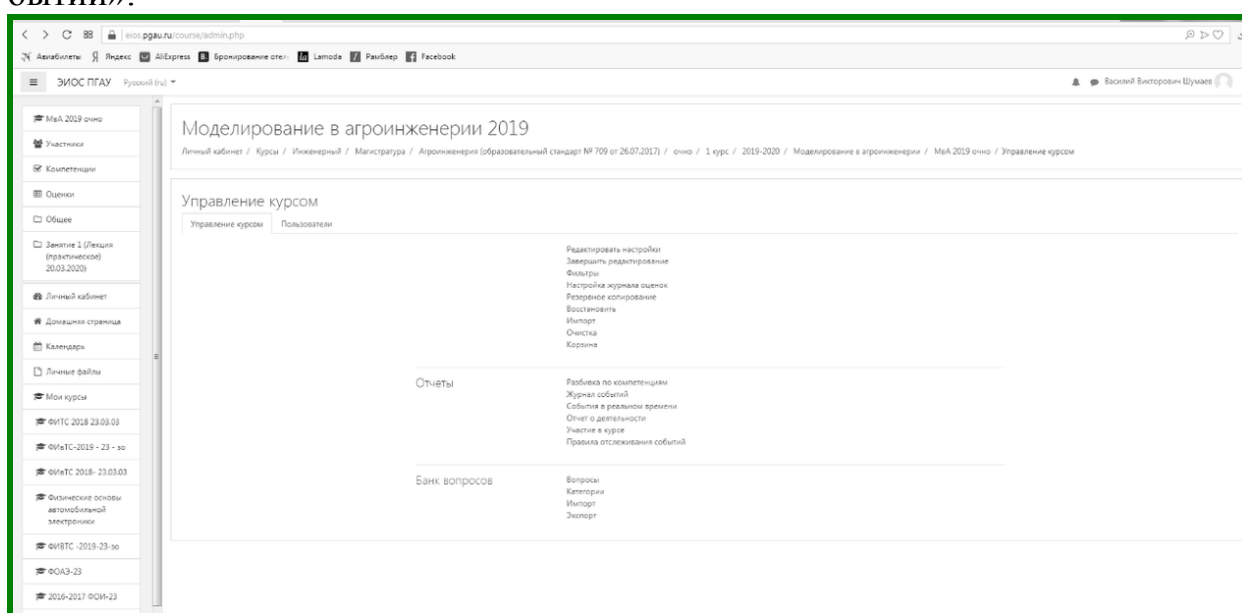 бытий».
eios.pgau.ru/course/admin.php
Авиабилеты Яндекс AliExpress Бронирование отел Lamoda Рамблер Facebook
ЭИОС ПГАУ Русский (ru)
Василий Викторович Шумаев
МвА 2019 очно
Участники
Компетенции
Оценки
Общее
Занятие 1 (Лекция
(практическое)
20.03.2020)
Личный кабинет
Домашняя страница
Календарь
Личные файлы
Мои курсы
ФИТС 2018 23.03.03
ФИвТС-2019 - 23 - зо
ФИвТС 2018- 23.03.03
Физические основы
автомобильной
электроники
ФИВТС -2019-23-зо
ФОАЭ-23
2016-2017 ФОИ-23
Моделирование в агроинженерии 2019
Личный кабинет / Курсы / Инженерный / Магистратура / Агроинженерия (образовательный стандарт № 709 от 26.07.2017) / очно / 1 курс / 2019-2020 / Моделирование в агроинженерии / МвА 2019 очно / Управление курсом
Управление курсом
Управление курсом Пользователи
Редактировать настройки
Завершить редактирование
Фильтры
Настройка журнала оценок
Резервное копирование
Восстановить
Импорт
Очистка
Корзина
Отчеты
Разбивка по компетенциям
Журнал событий
События в реальном времени
Отчет о деятельности
Участие в курсе
Правила отслеживания событий
Банк вопросов
Вопросы
Категории
Импорт
Экспорт